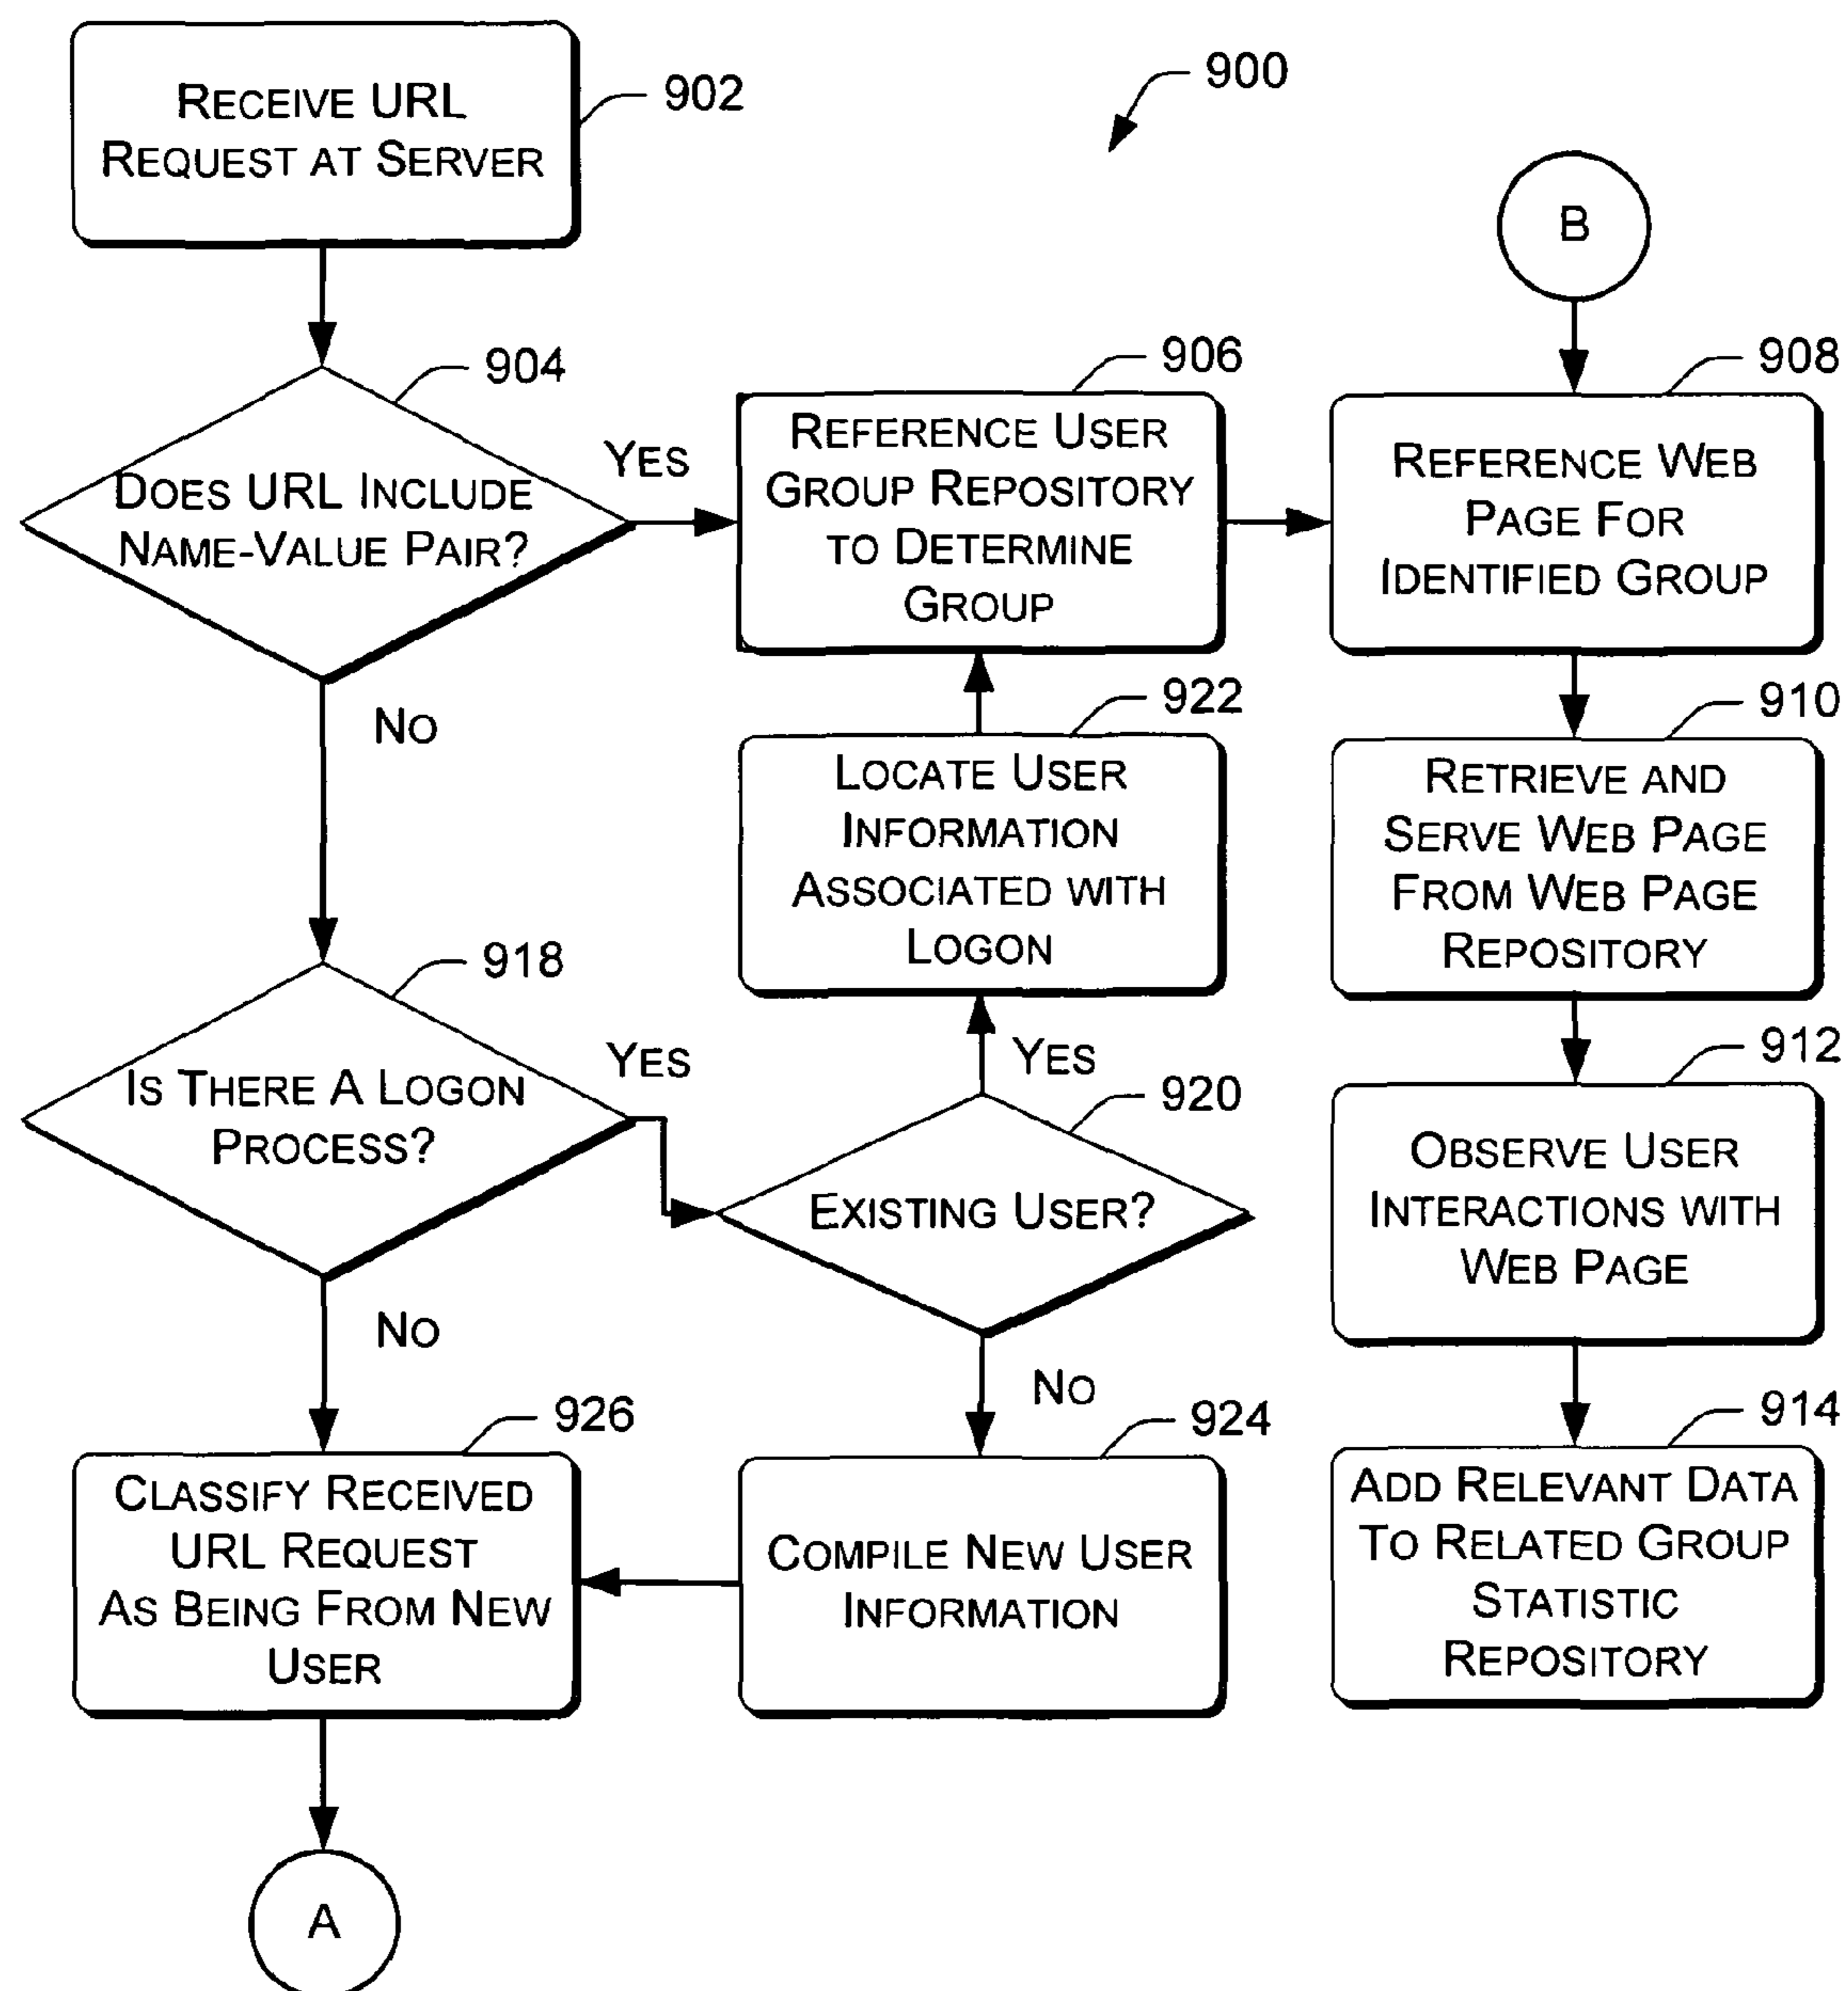 RECEIVE URL
REQUEST AT SERVER
902
900
B
904
DOES URL INCLUDE
NAME-VALUE PAIR?
YES
NO
906
REFERENCE USER
GROUP REPOSITORY
TO DETERMINE
GROUP
908
REFERENCE WEB
PAGE FOR
IDENTIFIED GROUP
922
LOCATE USER
INFORMATION
ASSOCIATED WITH
LOGON
910
RETRIEVE AND
SERVE WEB PAGE
FROM WEB PAGE
REPOSITORY
918
IS THERE A LOGON
PROCESS?
YES
NO
920
EXISTING USER?
YES
NO
912
OBSERVE USER
INTERACTIONS WITH
WEB PAGE
926
CLASSIFY RECEIVED
URL REQUEST
AS BEING FROM NEW
USER
924
COMPILE NEW USER
INFORMATION
914
ADD RELEVANT DATA
TO RELATED GROUP
STATISTIC
REPOSITORY
A